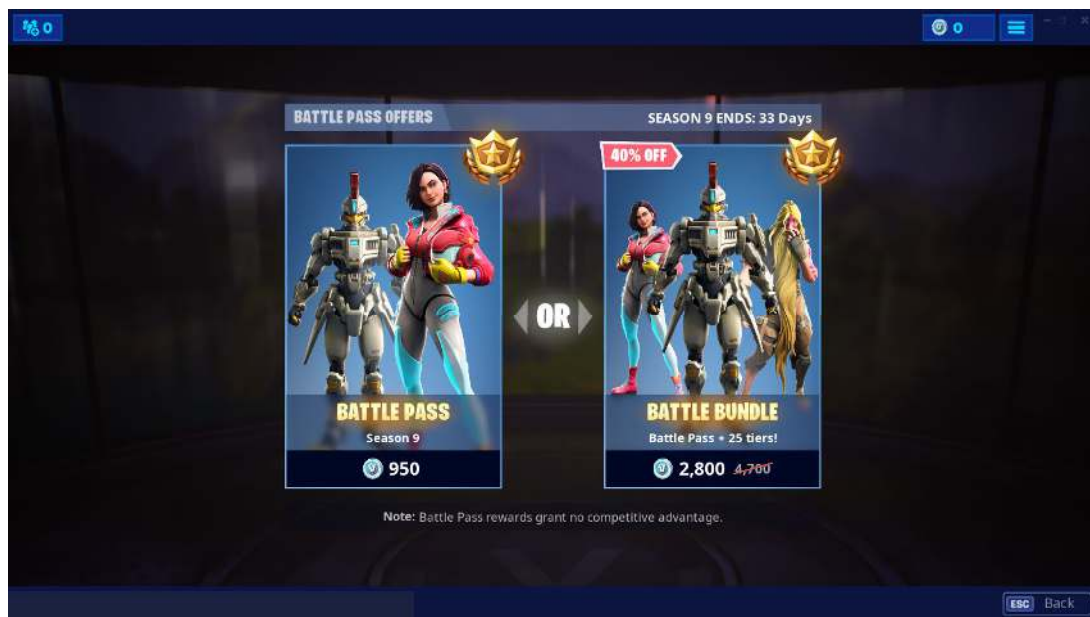 0
0
BATTLE PASS OFFERS
SEASON 9 ENDS: 33 Days
40% OFF
OR
BATTLE PASS
Season 9
950
BATTLE BUNDLE
Battle Pass + 25 tiers!
2,800 4,700
Note: Battle Pass rewards grant no competitive advantage.
ESC Back